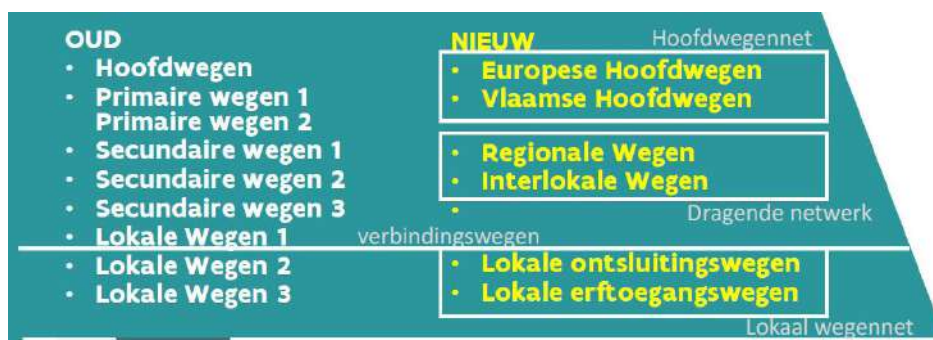 OUD
• Hoofdwegen
• Primaire wegen 1
Primaire wegen 2
• Secundaire wegen 1
• Secundaire wegen 2
• Secundaire wegen 3
• Lokale Wegen 1
verbindingswegen
• Lokale Wegen 2
• Lokale Wegen 3
NIEUW
Hoofdwegennet
• Europese Hoofdwegen
• Vlaamse Hoofdwegen
• Regionale Wegen
• Interlokale Wegen
•
Dragende netwerk
• Lokale ontsluitingswegen
• Lokale erftoegangswegen
Lokaal wegennet